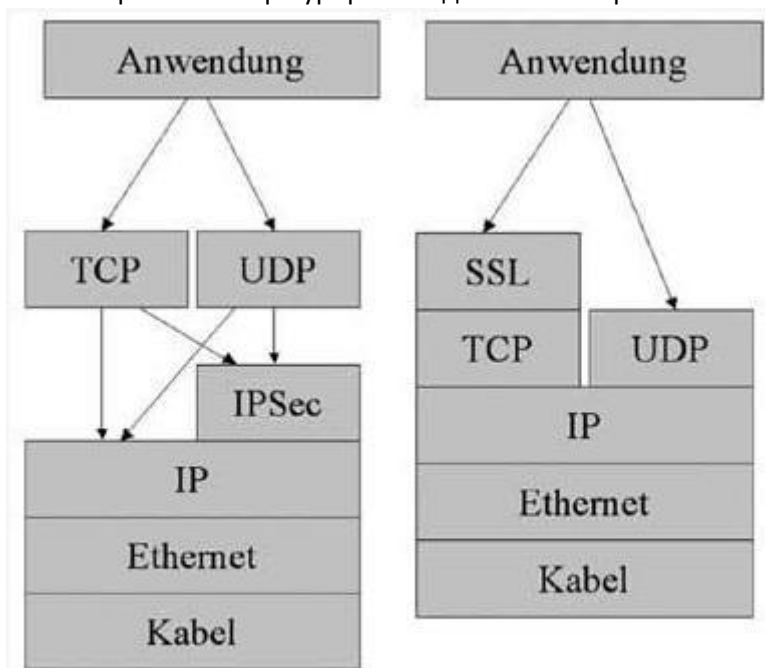 Anwendung
TCP
UDP
IPSec
IP
Ethernet
Kabel
Anwendung
SSL
TCP
UDP
IP
Ethernet
Kabel